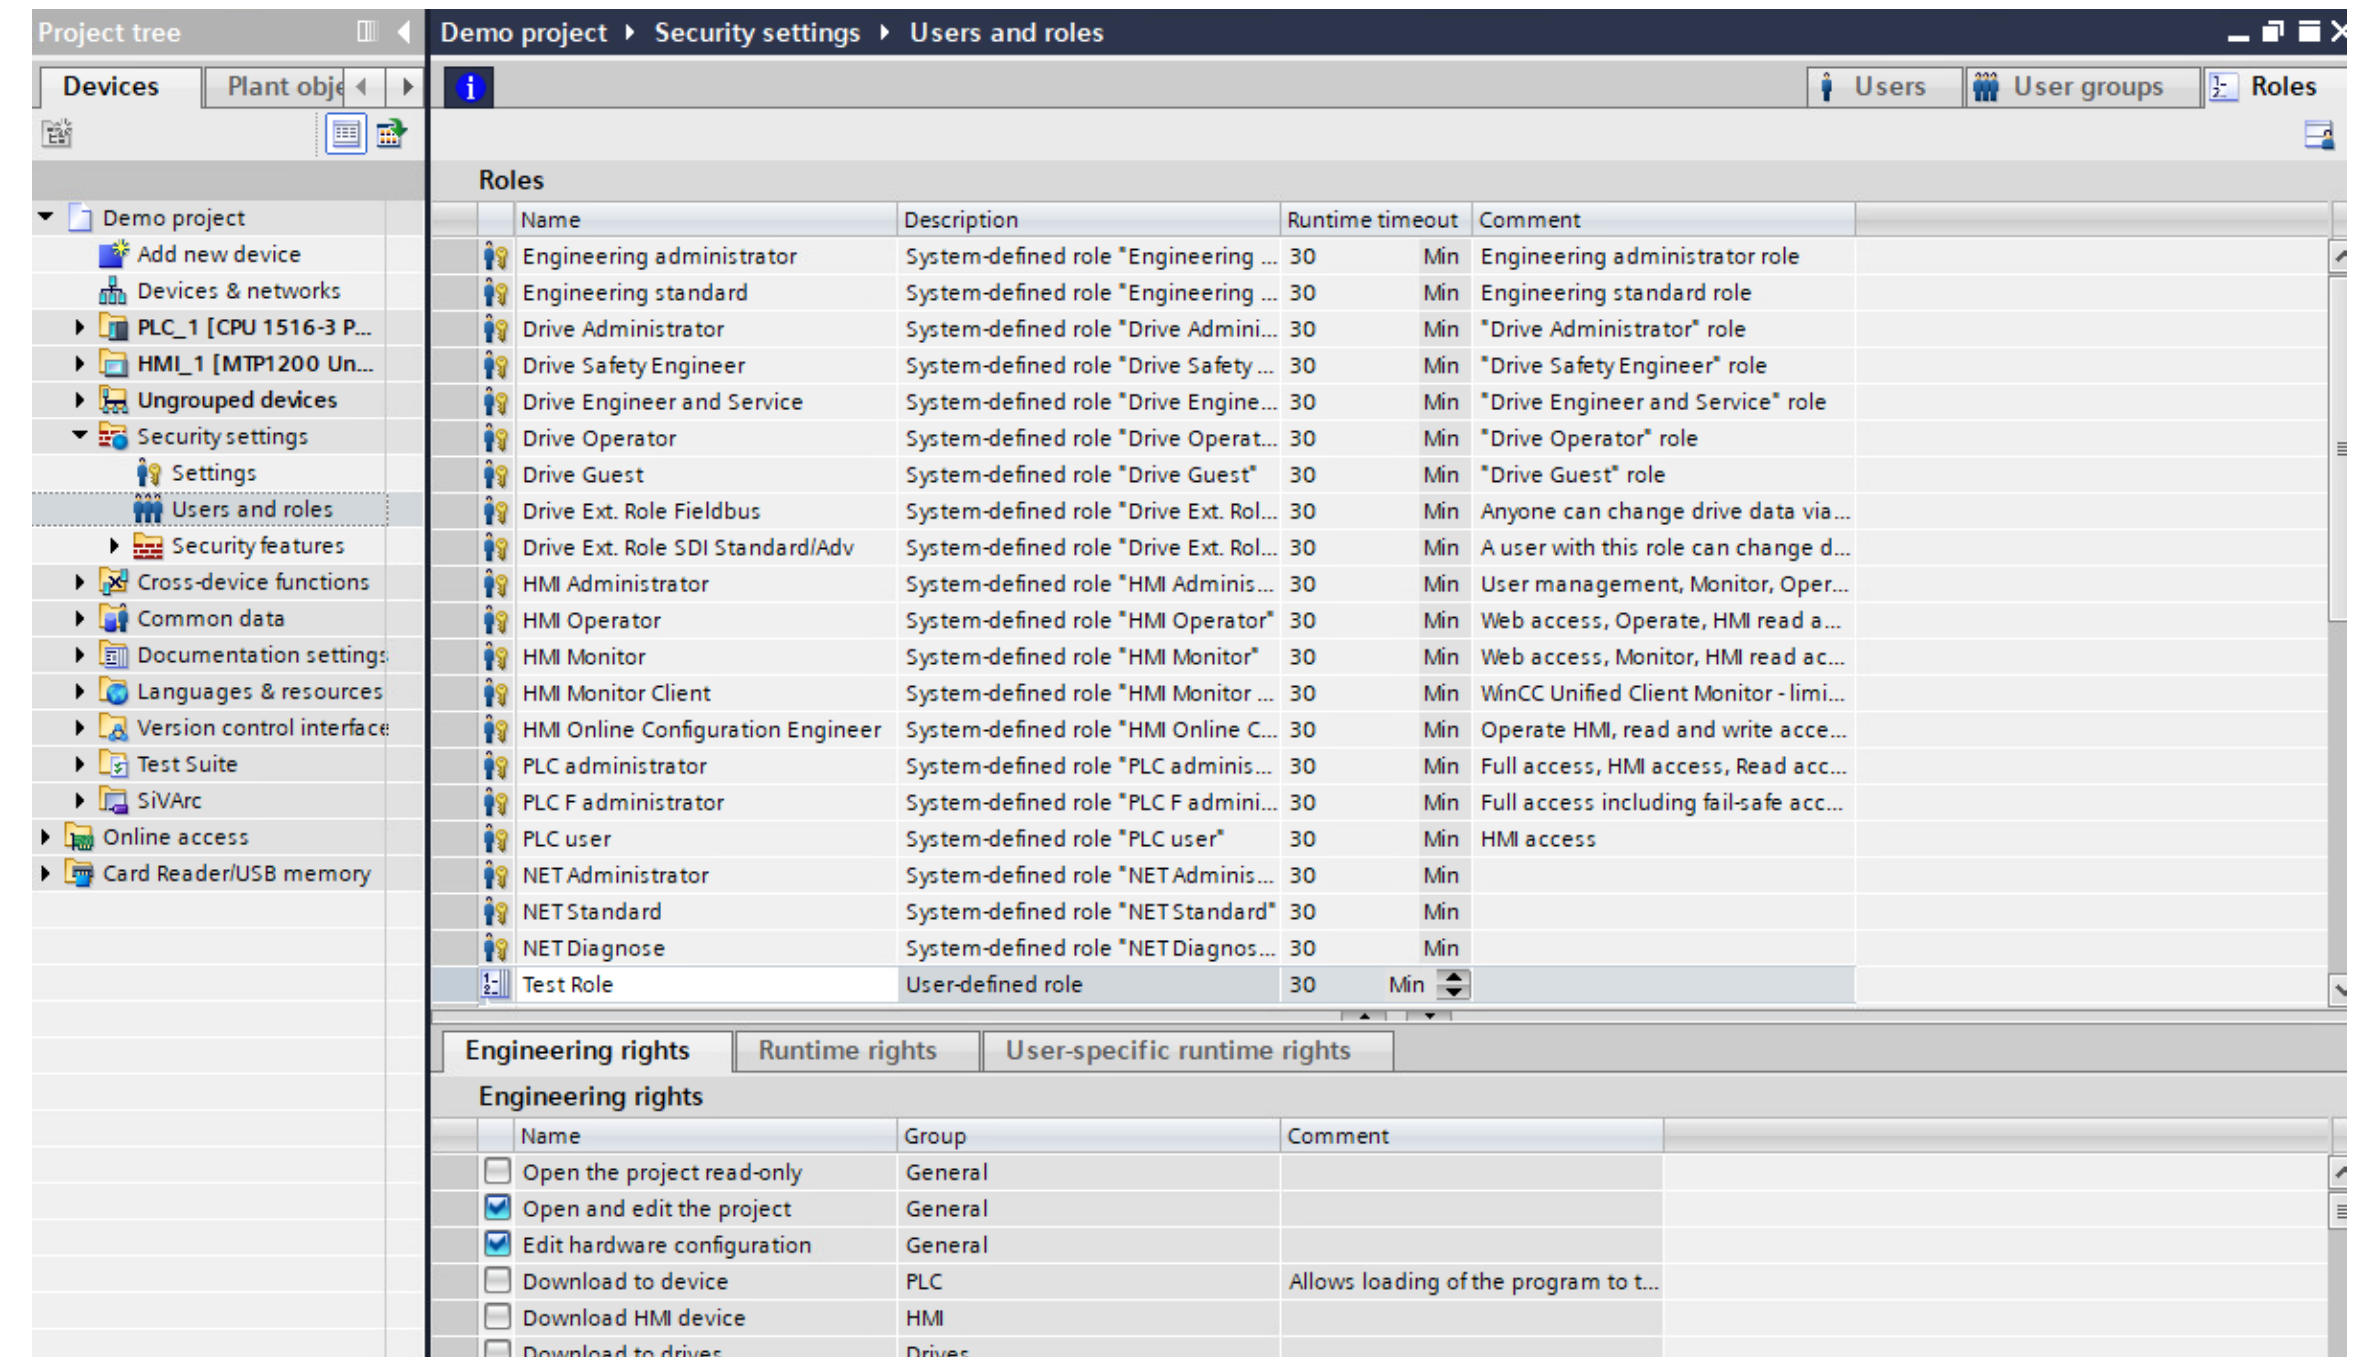 Project tree
Demo project Security settings Users and roles
Devices
Plant obje
Users
User groups
Roles
Roles
Name Description Runtime timeout Comment
Demo project
Add new device
Devices & networks
PLC_1 [CPU 1516-3 P...
HMI_1 [MTP1200 Un...
Ungrouped devices
Security settings
Settings
Users and roles
Security features
Cross-device functions
Common data
Documentation settings
Languages & resources
Version control interface
Test Suite
SiVArc
Online access
Card Reader/USB memory
Engineering administrator System-defined role "Engineering ... 30 Min Engineering administrator role
Engineering standard System-defined role "Engineering ... 30 Min Engineering standard role
Drive Administrator System-defined role "Drive Admini... 30 Min "Drive Administrator" role
Drive Safety Engineer System-defined role "Drive Safety ... 30 Min "Drive Safety Engineer" role
Drive Engineer and Service System-defined role "Drive Engine... 30 Min "Drive Engineer and Service" role
Drive Operator System-defined role "Drive Operat... 30 Min "Drive Operator" role
Drive Guest System-defined role "Drive Guest" 30 Min "Drive Guest" role
Drive Ext. Role Fieldbus System-defined role "Drive Ext. Rol... 30 Min Anyone can change drive data via...
Drive Ext. Role SDI Standard/Adv System-defined role "Drive Ext. Rol... 30 Min A user with this role can change d...
HMI Administrator System-defined role "HMI Adminis... 30 Min User management, Monitor, Oper...
HMI Operator System-defined role "HMI Operator" 30 Min Web access, Operate, HMI read a...
HMI Monitor System-defined role "HMI Monitor" 30 Min Web access, Monitor, HMI read ac...
HMI Monitor Client System-defined role "HMI Monitor ... 30 Min WinCC Unified Client Monitor - limi...
HMI Online Configuration Engineer System-defined role "HMI Online C... 30 Min Operate HMI, read and write acce...
PLC administrator System-defined role "PLC adminis... 30 Min Full access, HMI access, Read acc...
PLC F administrator System-defined role "PLC F admini... 30 Min Full access including fail-safe acc...
PLC user System-defined role "PLC user" 30 Min HMI access
NET Administrator System-defined role "NET Adminis... 30 Min
NET Standard System-defined role "NET Standard" 30 Min
NET Diagnose System-defined role "NET Diagnos... 30 Min
Test Role User-defined role 30 Min
Engineering rights Runtime rights User-specific runtime rights
Engineering rights
Name Group Comment
Open the project read-only General
Open and edit the project General
Edit hardware configuration General
Download to device PLC Allows loading of the program to t...
Download HMI device HMI
Download to drives Drives